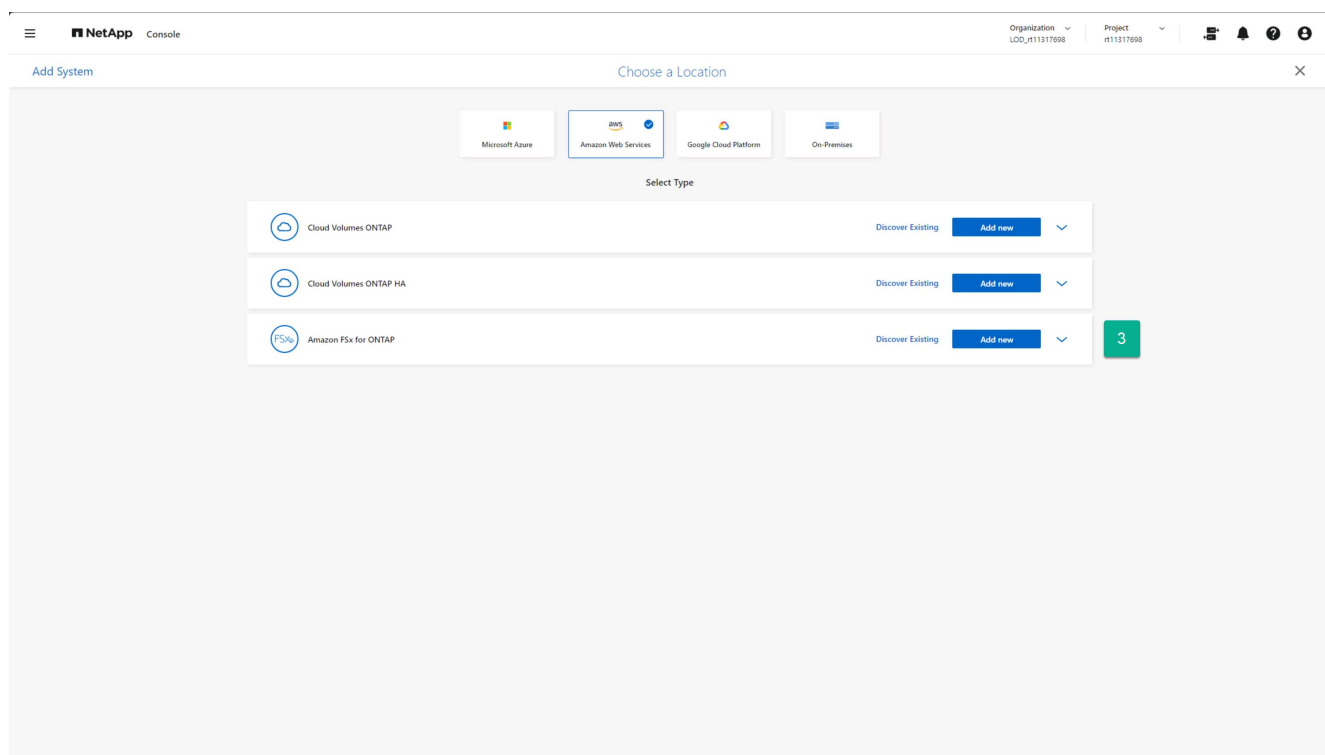 NetApp Console
Organization
LOD_rt11317698
Project
rt11317698
Add System
Choose a Location
Microsoft Azure
aws
Amazon Web Services
Google Cloud Platform
On-Premises
Select Type
Cloud Volumes ONTAP Discover Existing Add new
Cloud Volumes ONTAP HA Discover Existing Add new
FSx Amazon FSx for ONTAP Discover Existing Add new 3